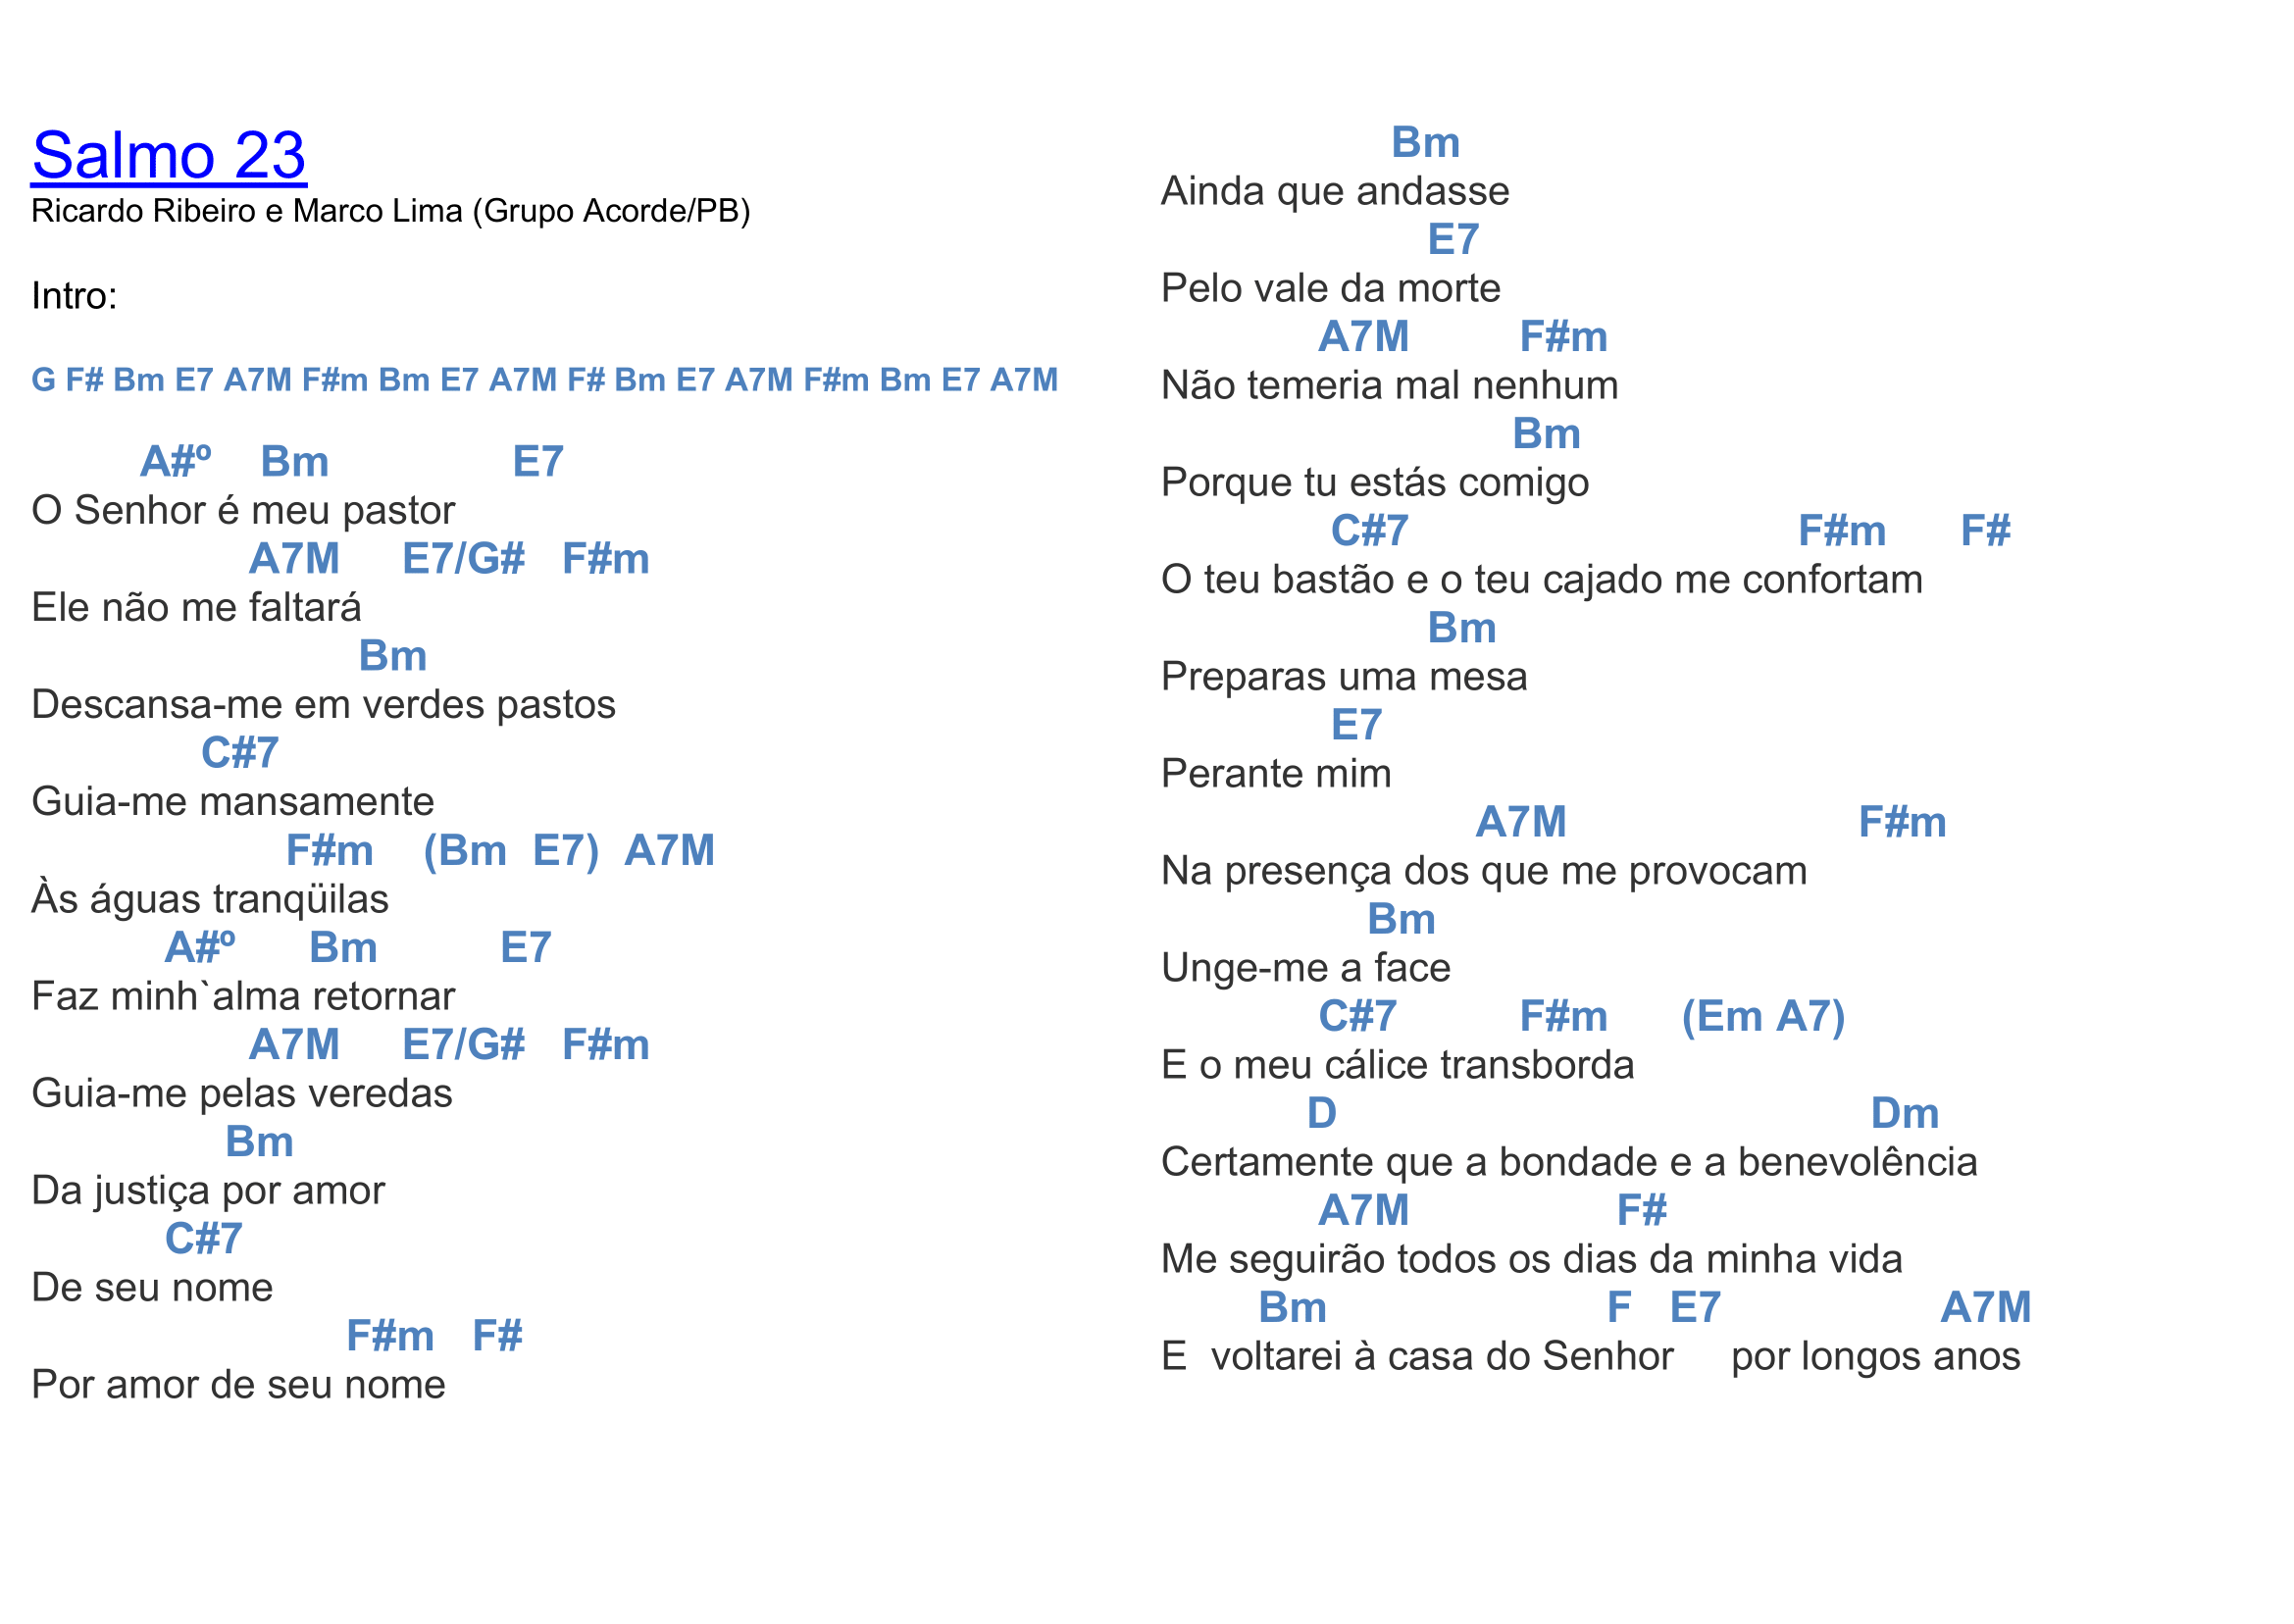 Salmo 23
Ricardo Ribeiro e Marco Lima (Grupo Acorde/PB)
Intro:
G F# Bm E7 A7M F#m Bm E7 A7M F# Bm E7 A7M F#m Bm E7 A7M
A#º Bm E7
O Senhor é meu pastor
A7M E7/G# F#m
Ele não me faltará
Bm
Descansa-me em verdes pastos
C#7
Guia-me mansamente
F#m (Bm E7) A7M
Às águas tranqüilas
A#º Bm E7
Faz minh`alma retornar
A7M E7/G# F#m
Guia-me pelas veredas
Bm
Da justiça por amor
C#7
De seu nome
F#m F#
Por amor de seu nome
Bm
Ainda que andasse
E7
Pelo vale da morte
A7M F#m
Não temeria mal nenhum
Bm
Porque tu estás comigo
C#7 F#m F#
O teu bastão e o teu cajado me confortam
Bm
Preparas uma mesa
E7
Perante mim
A7M F#m
Na presença dos que me provocam
Bm
Unge-me a face
C#7 F#m (Em A7)
E o meu cálice transborda
D Dm
Certamente que a bondade e a benevolência
A7M F#
Me seguirão todos os dias da minha vida
Bm F E7 A7M
E voltarei à casa do Senhor por longos anos